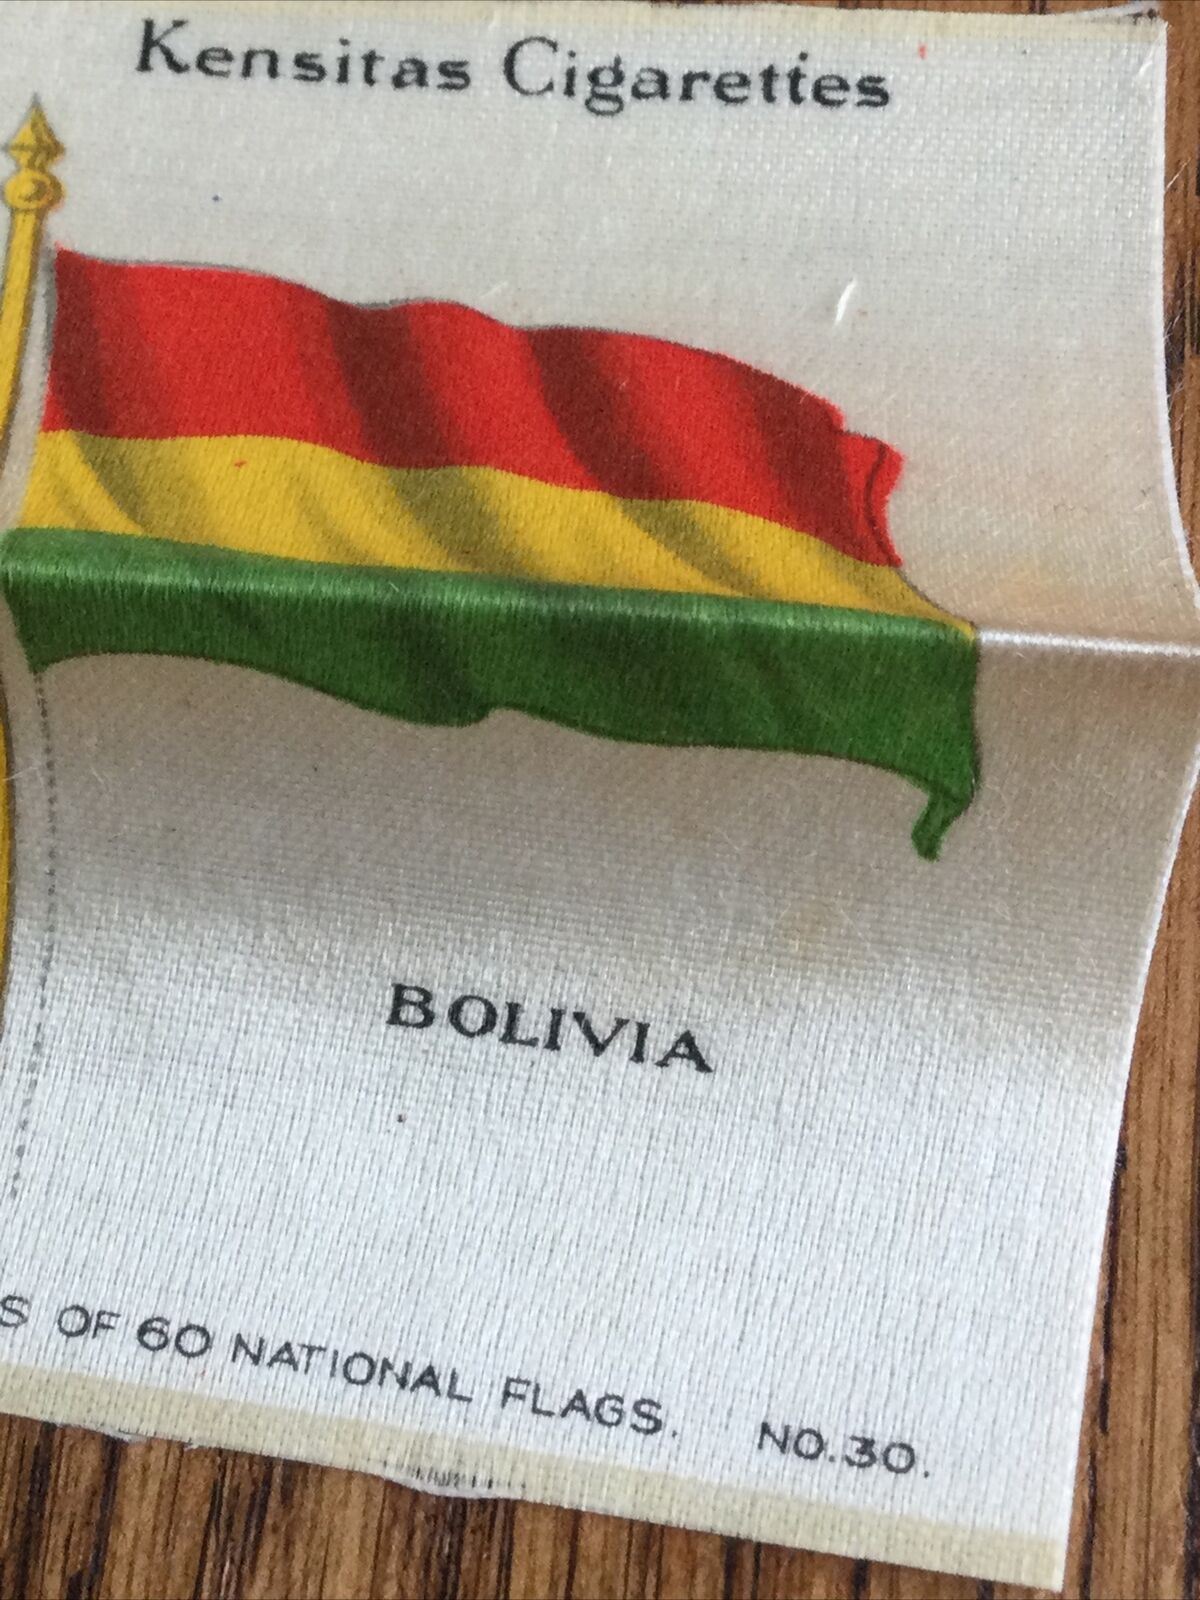 Kensitas Cigarettes
BOLIVIA
S OF 60 NATIONAL FLAGS. NO.30.